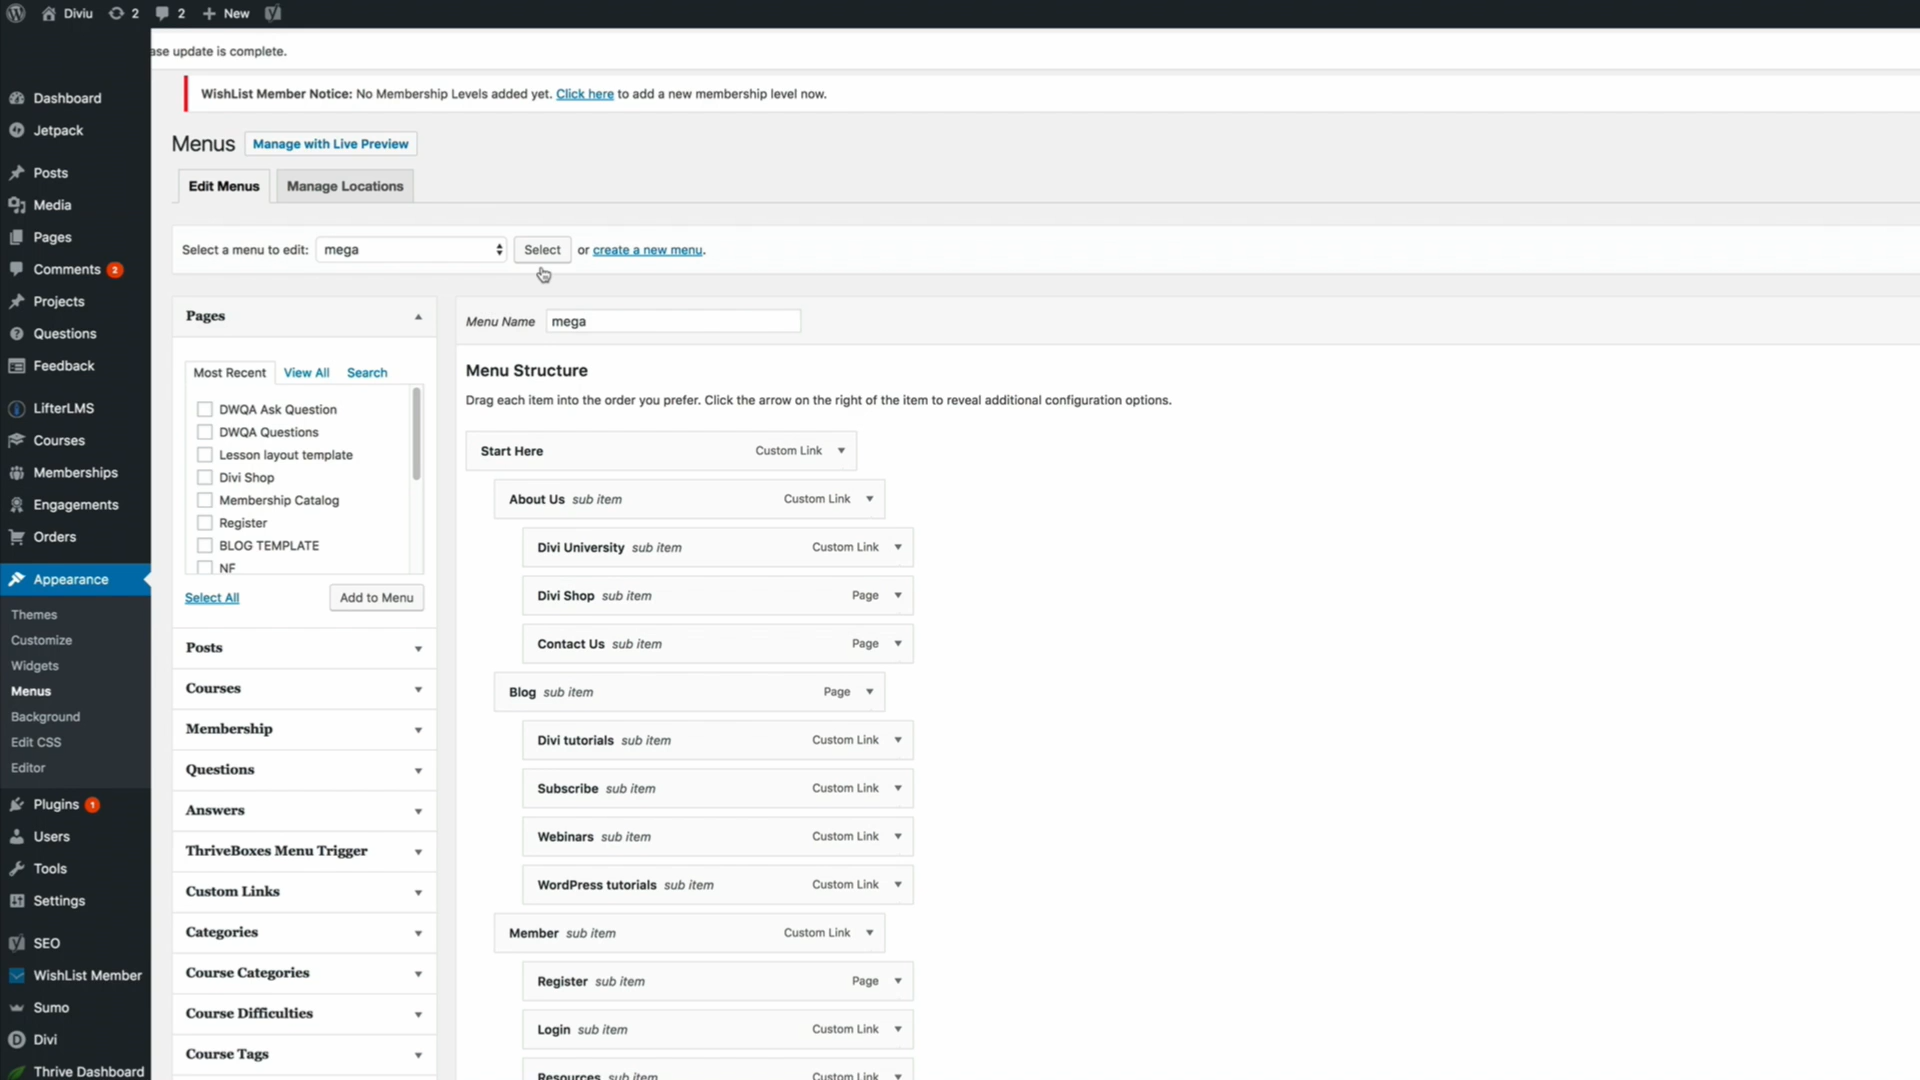 Diviu 2 2 New
ase update is complete.
WishList Member Notice: No Membership Levels added yet. Click here to add a new membership level now.
Menus Manage with Live Preview
Edit Menus Manage Locations
Select a menu to edit: mega Select or create a new menu.
Dashboard
Jetpack
Posts
Media
Pages
Comments 2
Projects
Questions
Feedback
LifterLMS
Courses
Memberships
Engagements
Orders
Appearance
Themes
Customize
Widgets
Menus
Background
Edit CSS
Editor
Plugins 1
Users
Tools
Settings
SEO
WishList Member
Sumo
Divi
Thrive Dashboard
Pages
Most Recent View All Search
DWQA Ask Question
DWQA Questions
Lesson layout template
Divi Shop
Membership Catalog
Register
BLOG TEMPLATE
NF
Select All Add to Menu
Posts
Courses
Membership
Questions
Answers
ThriveBoxes Menu Trigger
Custom Links
Categories
Course Categories
Course Difficulties
Course Tags
Menu Name mega
Menu Structure
Drag each item into the order you prefer. Click the arrow on the right of the item to reveal additional configuration options.
Start Here Custom Link
About Us sub item Custom Link
Divi University sub item Custom Link
Divi Shop sub item Page
Contact Us sub item Page
Blog sub item Page
Divi tutorials sub item Custom Link
Subscribe sub item Custom Link
Webinars sub item Custom Link
WordPress tutorials sub item Custom Link
Member sub item Custom Link
Register sub item Page
Login sub item Custom Link
Resources sub item Custom Link